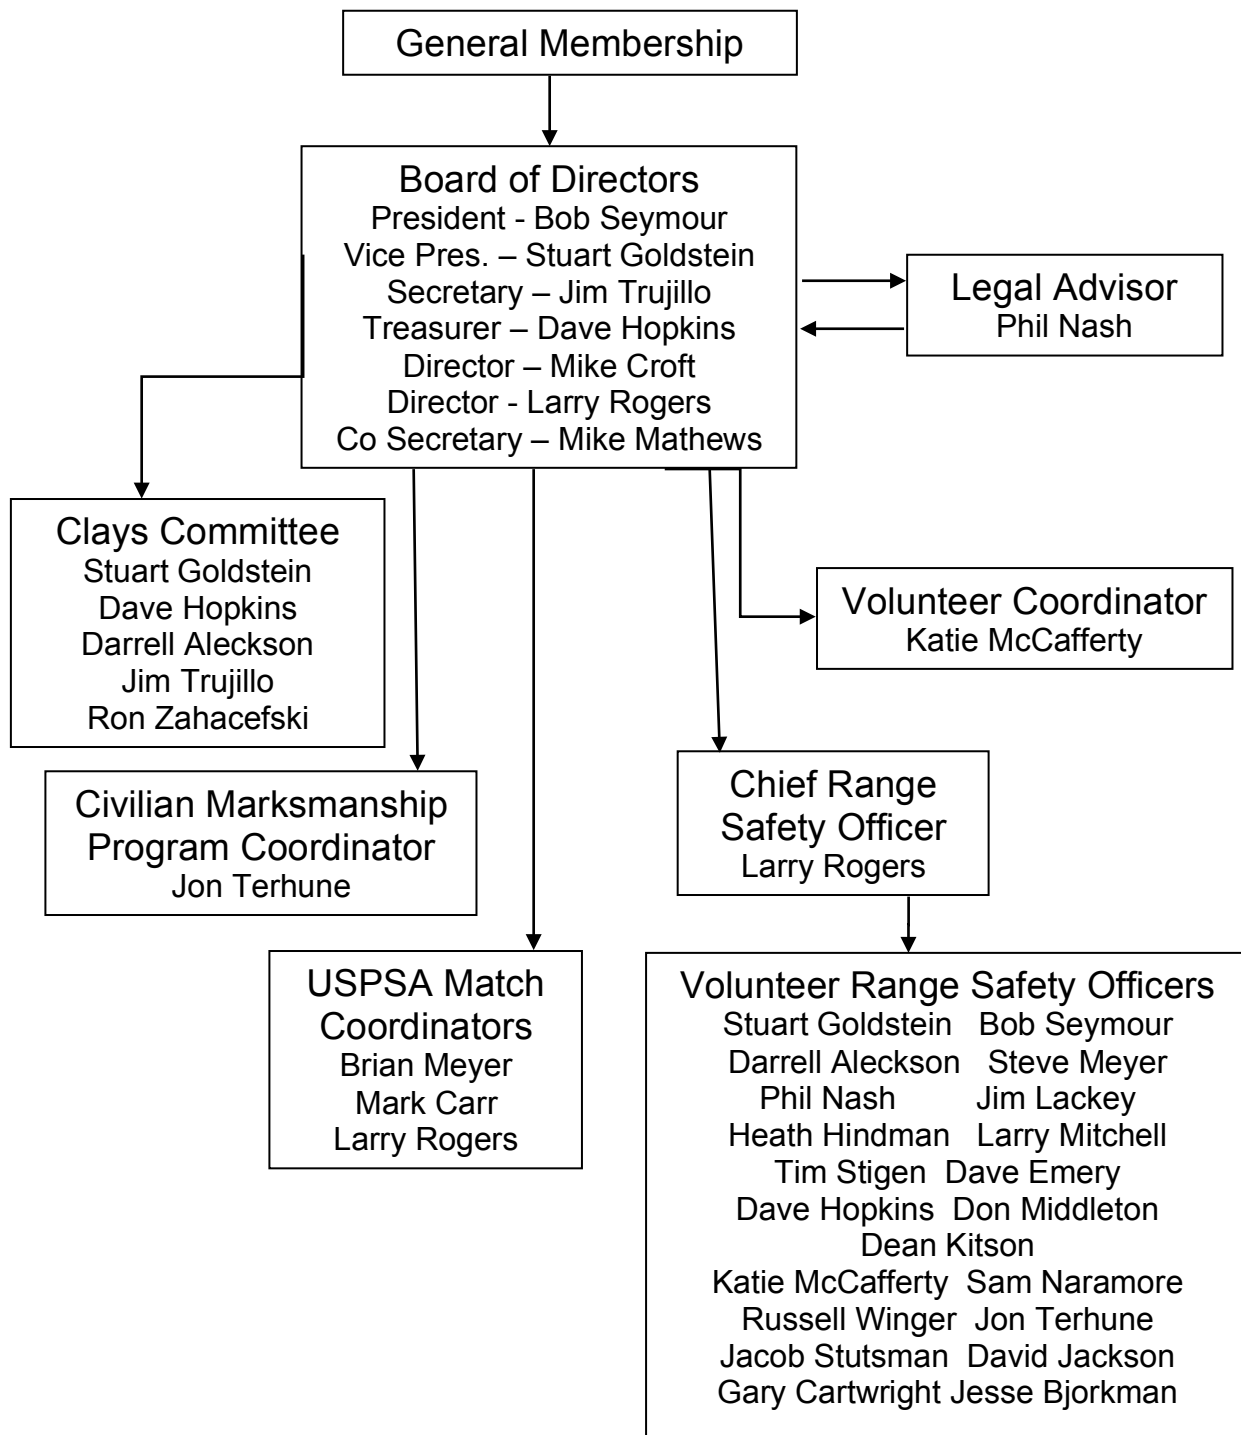 General Membership
Board of Directors
President - Bob Seymour
Vice Pres. – Stuart Goldstein
Secretary – Jim Trujillo
Treasurer – Dave Hopkins
Director – Mike Croft
Director - Larry Rogers
Co Secretary – Mike Mathews
Legal Advisor
Phil Nash
Clays Committee
Stuart Goldstein
Dave Hopkins
Darrell Aleckson
Jim Trujillo
Ron Zahacefski
Volunteer Coordinator
Katie McCafferty
Civilian Marksmanship
Program Coordinator
Jon Terhune
Chief Range
Safety Officer
Larry Rogers
USPSA Match
Coordinators
Brian Meyer
Mark Carr
Larry Rogers
Volunteer Range Safety Officers
Stuart Goldstein Bob Seymour
Darrell Aleckson Steve Meyer
Phil Nash Jim Lackey
Heath Hindman Larry Mitchell
Tim Stigen Dave Emery
Dave Hopkins Don Middleton
Dean Kitson
Katie McCafferty Sam Naramore
Russell Winger Jon Terhune
Jacob Stutsman David Jackson
Gary Cartwright Jesse Bjorkman